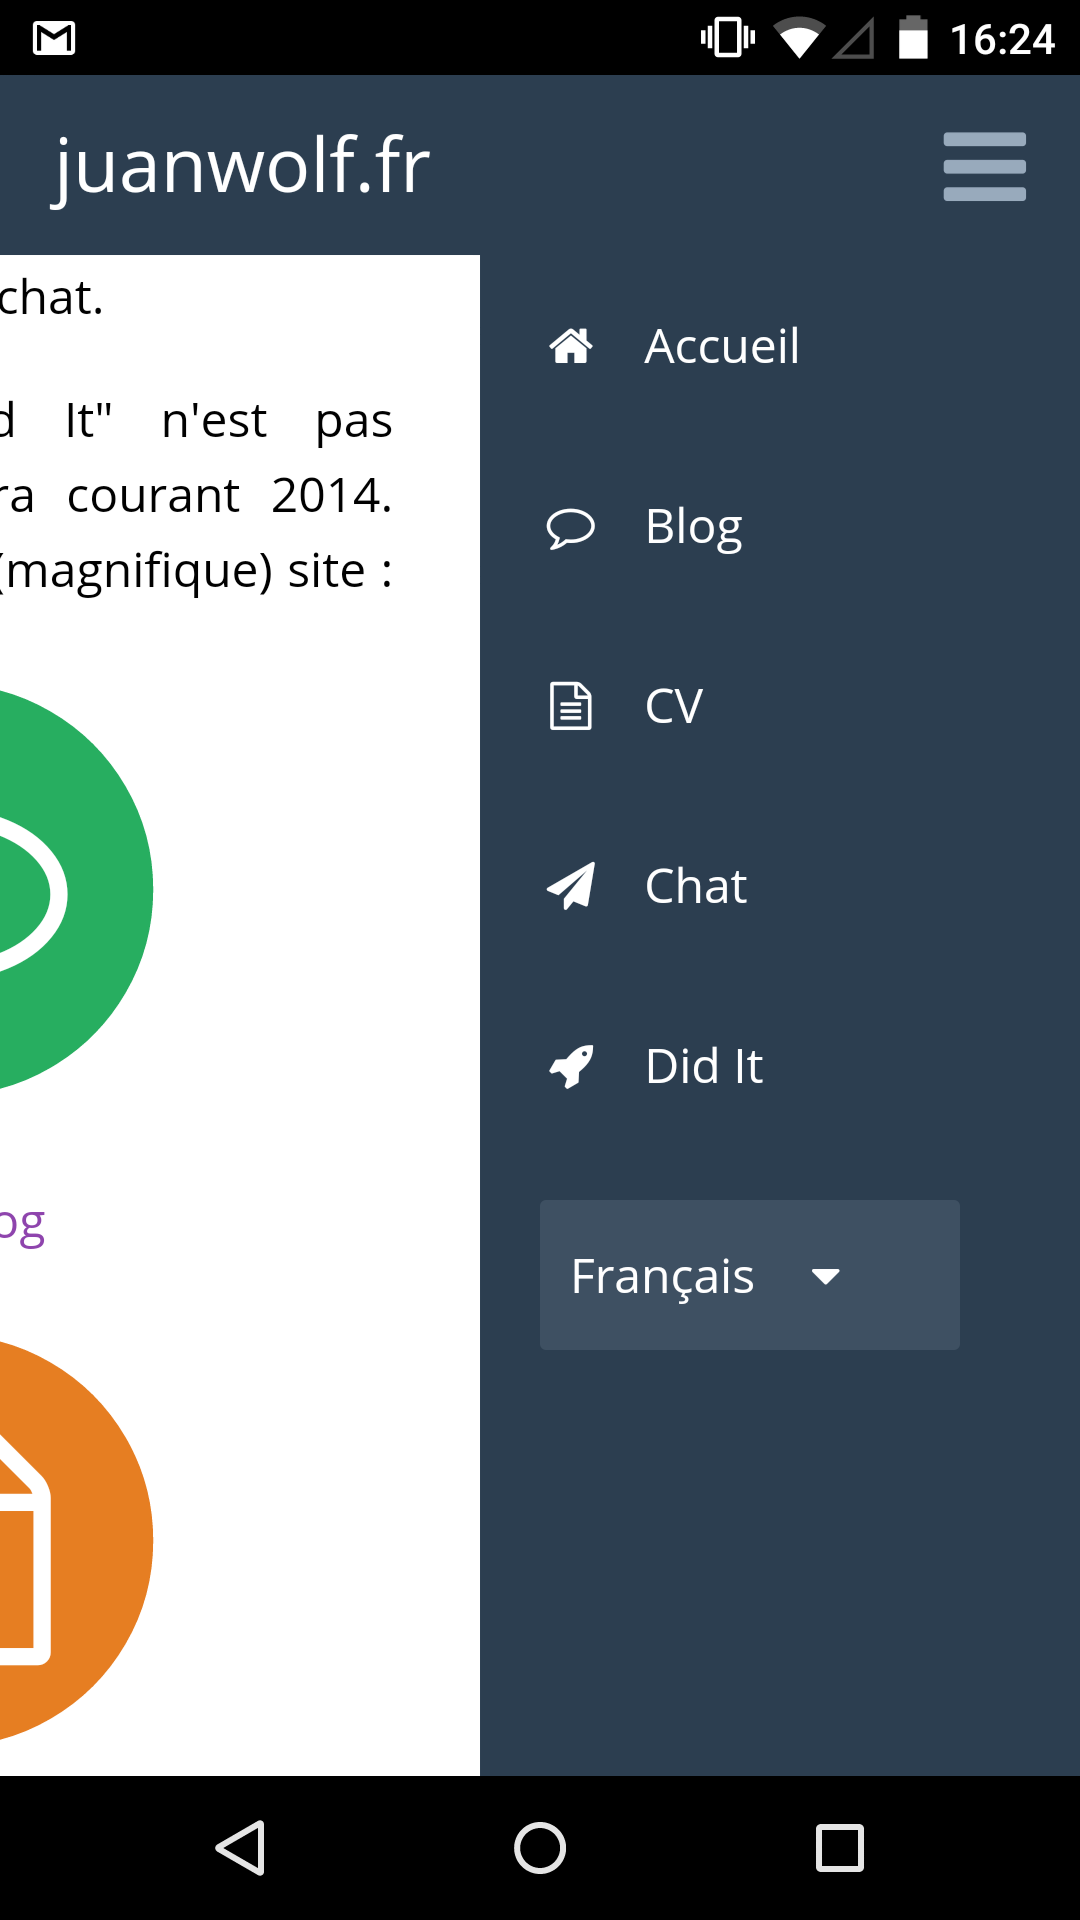 16:24
juanwolf.fr
chat.
d It" n'est pas
ra courant 2014.
(magnifique) site :
og
Accueil
Blog
CV
Chat
Did It
Français